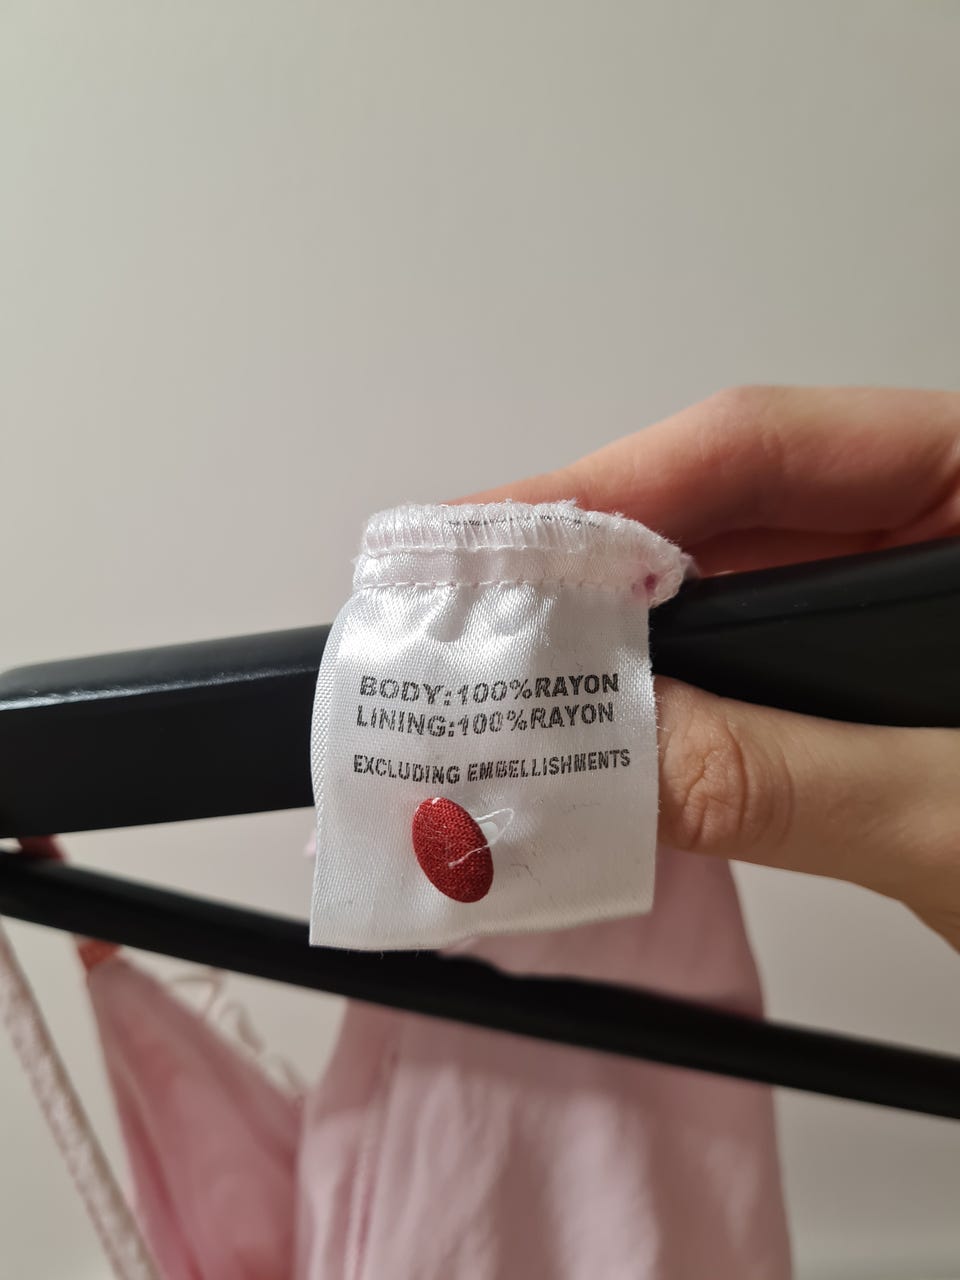 BODY:100%RAYON
LINING:100%RAYON
EXCLUDING EMBELLISHMENTS